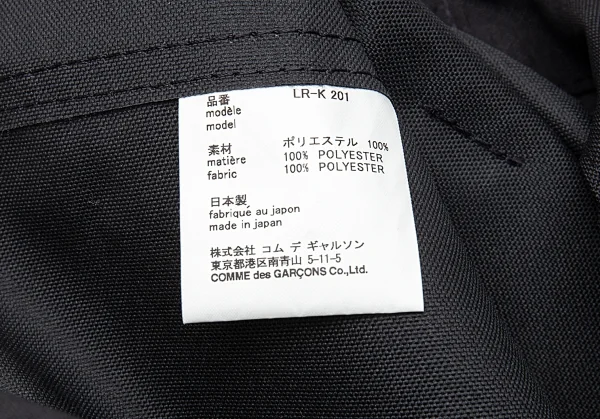 品番 LR-K 201
modèle
model
素材 ポリエステル 100%
matière 100% POLYESTER
fabric 100% POLYESTER
日本製
fabriqué au japon
made in japan
株式会社 コム デ ギャルソン
東京都港区南青山 5-11-5
COMME des GARÇONS Co.,Ltd.